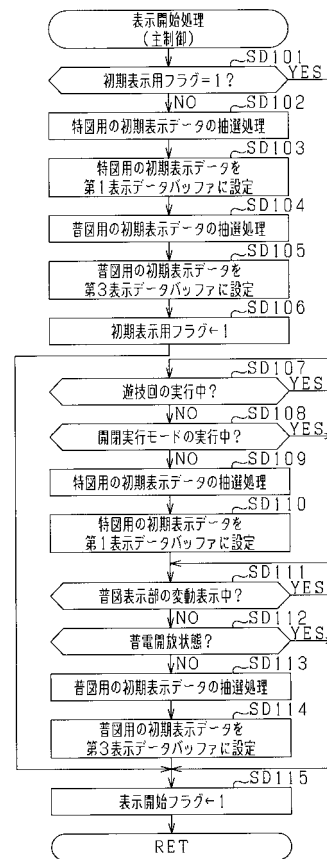 表示開始処理
(主制御)
SD101
初期表示用フラグ=1?
YES
NO
SD102
特図用の初期表示データの抽選処理
SD103
特図用の初期表示データを
第1表示データバッファに設定
SD104
普図用の初期表示データの抽選処理
SD105
普図用の初期表示データを
第3表示データバッファに設定
SD106
初期表示用フラグ←1
SD107
遊技回の実行中?
YES
NO
SD108
開閉実行モードの実行中?
YES
NO
SD109
特図用の初期表示データの抽選処理
SD110
特図用の初期表示データを
第1表示データバッファに設定
SD111
普図表示部の変動表示中?
YES
NO
SD112
普電開放状態?
YES
NO
SD113
普図用の初期表示データの抽選処理
SD114
普図用の初期表示データを
第3表示データバッファに設定
SD115
表示開始フラグ←1
RET